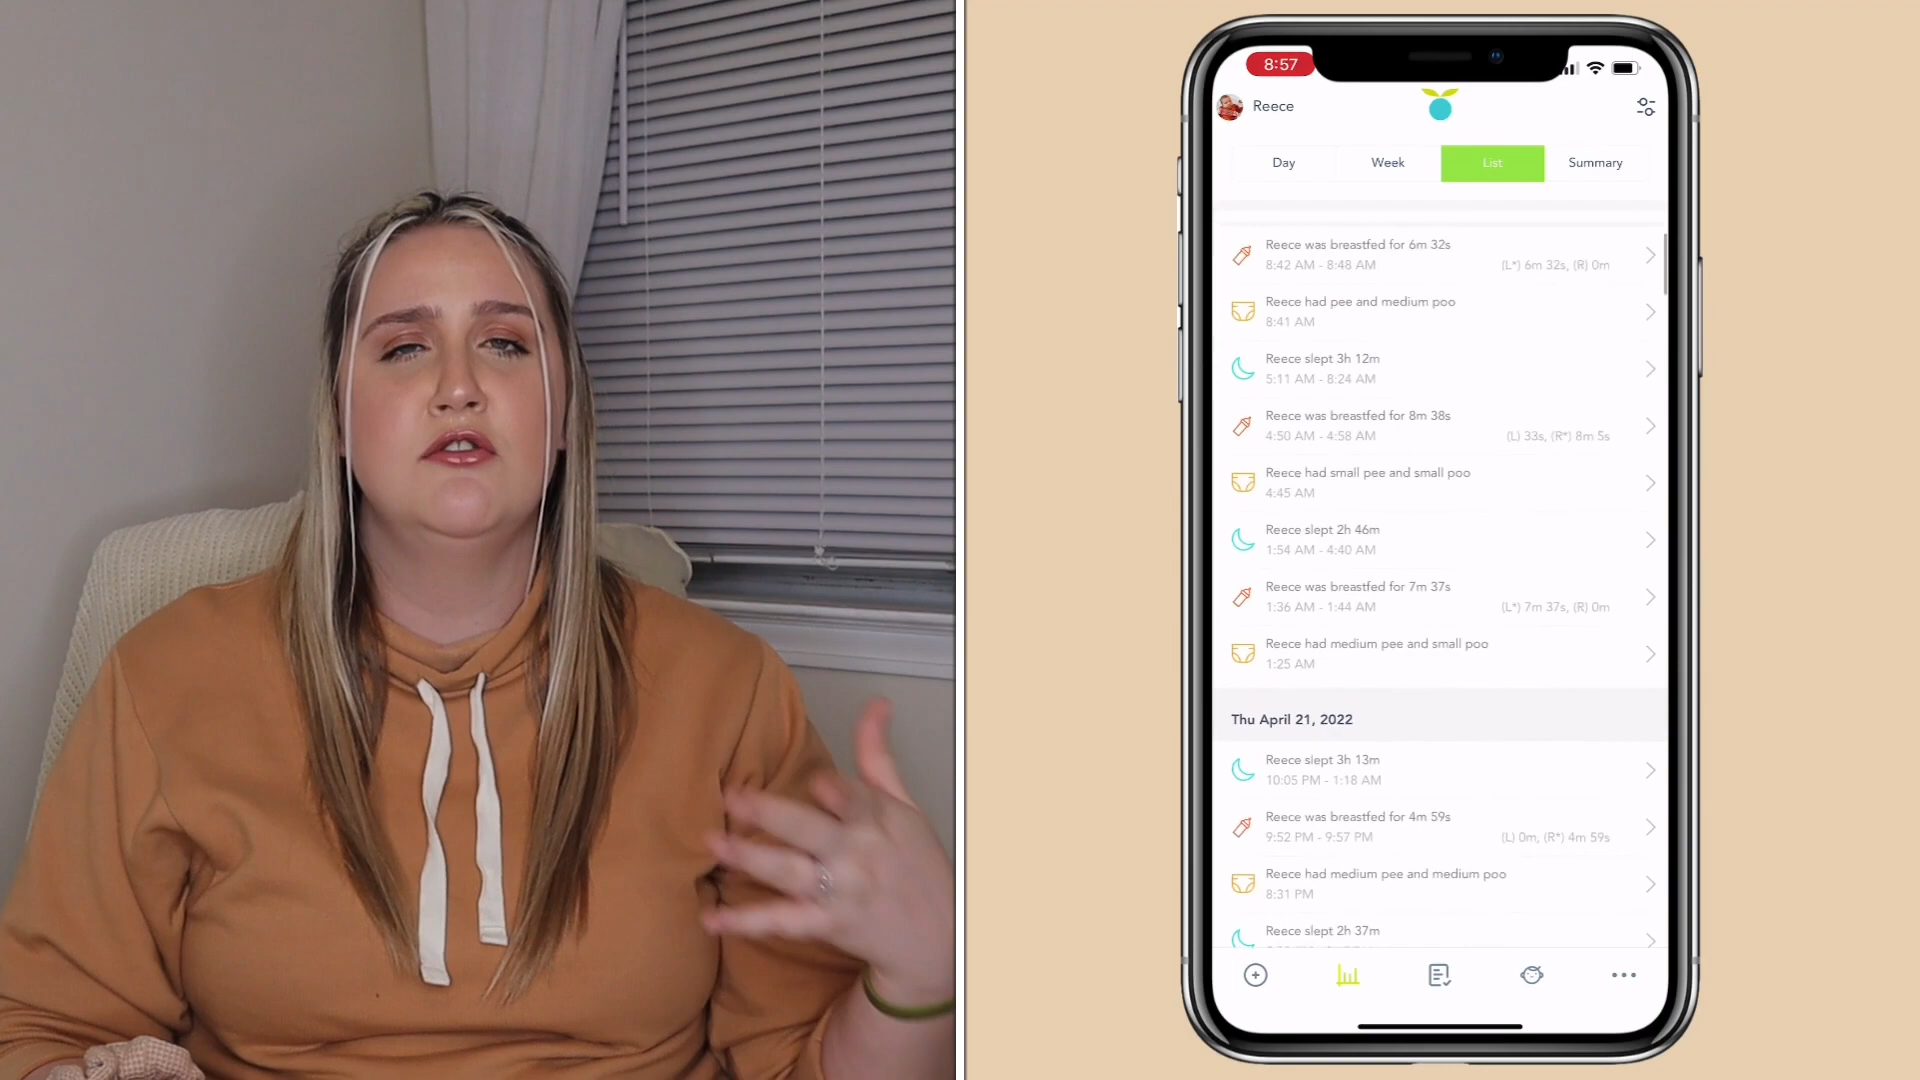 8:57
Reece
Day Week List Summary
Reece was breastfed for 6m 32s
8:42 AM - 8:48 AM (L*) 6m 32s, (R) 0m
Reece had pee and medium poo
8:41 AM
Reece slept 3h 12m
5:11 AM - 8:24 AM
Reece was breastfed for 8m 38s
4:50 AM - 4:58 AM (L) 33s, (R*) 8m 5s
Reece had small pee and small poo
4:45 AM
Reece slept 2h 46m
1:54 AM - 4:40 AM
Reece was breastfed for 7m 37s
1:36 AM - 1:44 AM (L*) 7m 37s, (R) 0m
Reece had medium pee and small poo
1:25 AM
Thu April 21, 2022
Reece slept 3h 13m
10:05 PM - 1:18 AM
Reece was breastfed for 4m 59s
9:52 PM - 9:57 PM (L) 0m, (R*) 4m 59s
Reece had medium pee and medium poo
8:31 PM
Reece slept 2h 37m